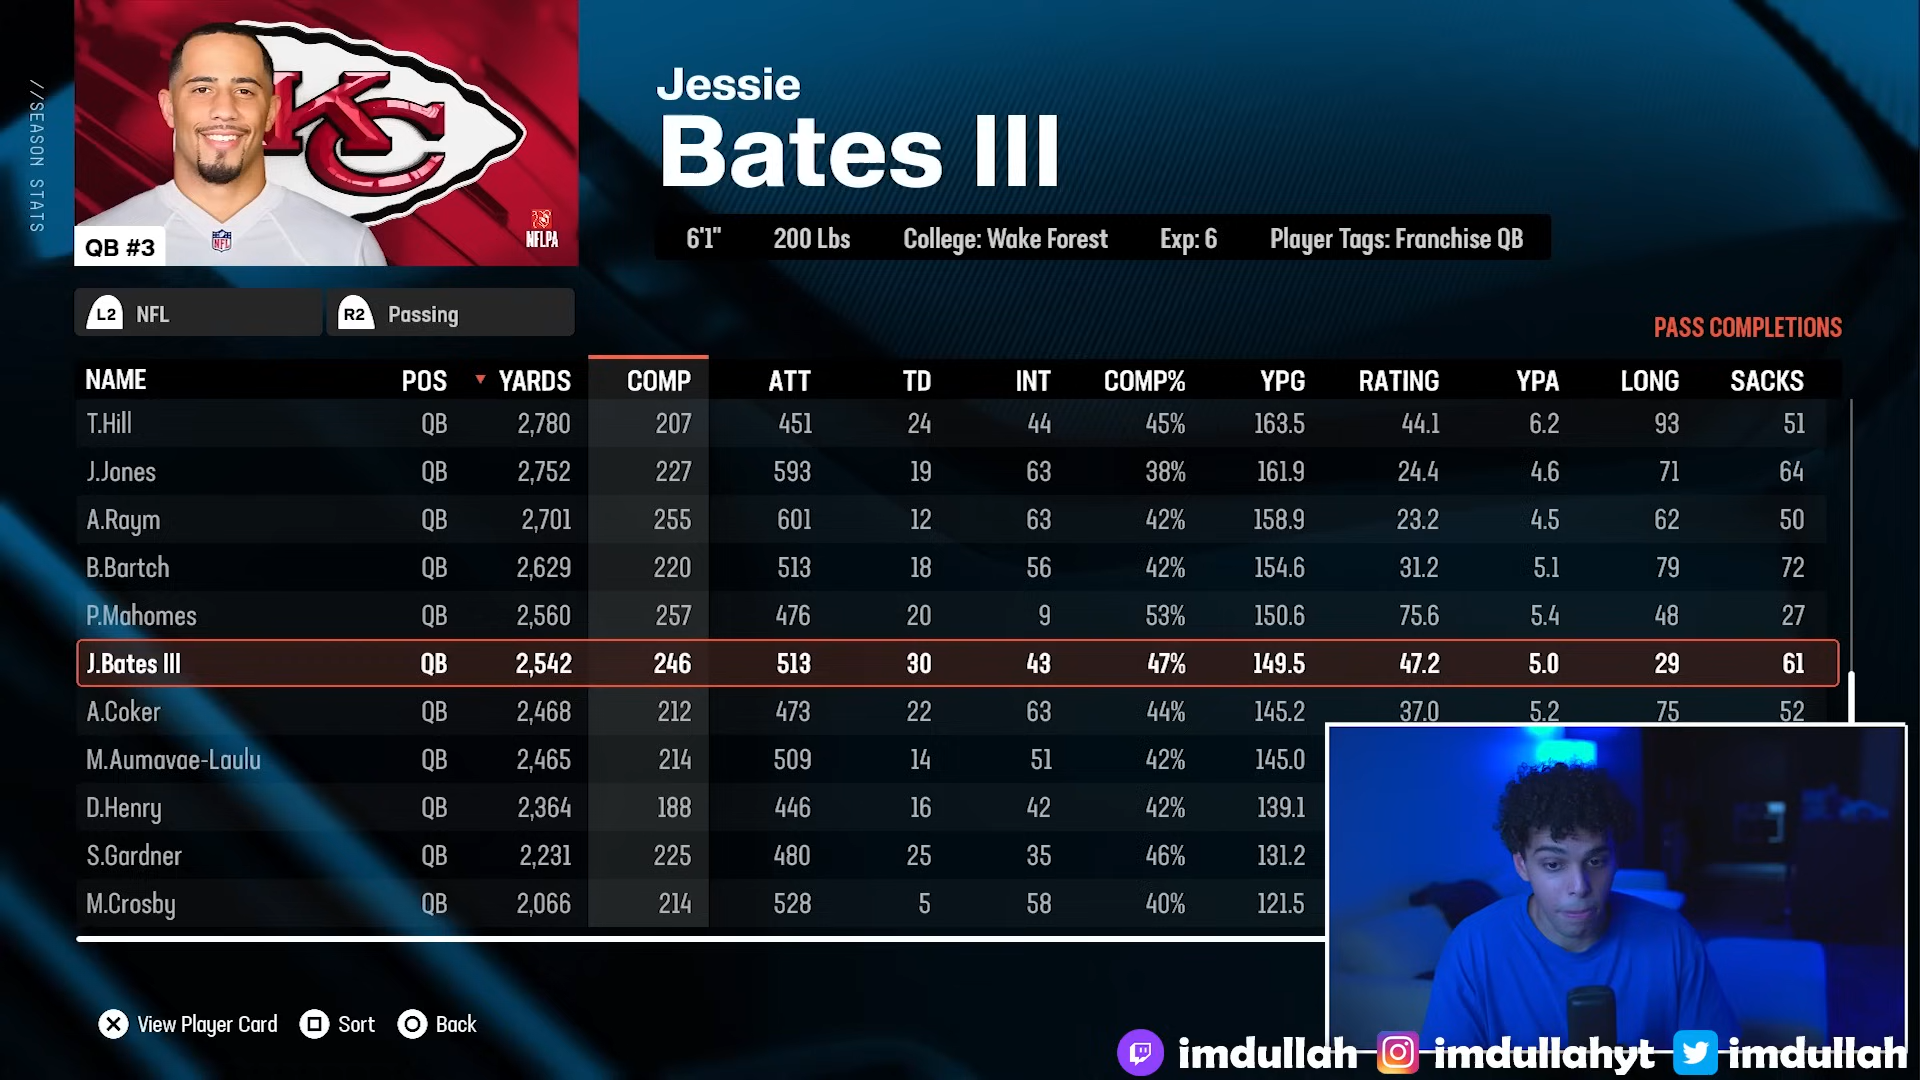 //SEASON STATS
KC
NFL
NFLPA
QB #3
Jessie
Bates III
6'1" 200 Lbs College: Wake Forest Exp: 6 Player Tags: Franchise QB
L2 NFL R2 Passing
PASS COMPLETIONS
NAME POS YARDS COMP ATT TD INT COMP% YPG RATING YPA LONG SACKS
T.Hill QB 2,780 207 451 24 44 45% 163.5 44.1 6.2 93 51
J.Jones QB 2,752 227 593 19 63 38% 161.9 24.4 4.6 71 64
A.Raym QB 2,701 255 601 12 63 42% 158.9 23.2 4.5 62 50
B.Bartch QB 2,629 220 513 18 56 42% 154.6 31.2 5.1 79 72
P.Mahomes QB 2,560 257 476 20 9 53% 150.6 75.6 5.4 48 27
J.Bates III QB 2,542 246 513 30 43 47% 149.5 47.2 5.0 29 61
A.Coker QB 2,468 212 473 22 63 44% 145.2 37.0 5.2 75 52
M.Aumavae-Laulu QB 2,465 214 509 14 51 42% 145.0
D.Henry QB 2,364 188 446 16 42 42% 139.1
S.Gardner QB 2,231 225 480 25 35 46% 131.2
M.Crosby QB 2,066 214 528 5 58 40% 121.5
View Player Card Sort Back
imdullah imdullahyt imdullah